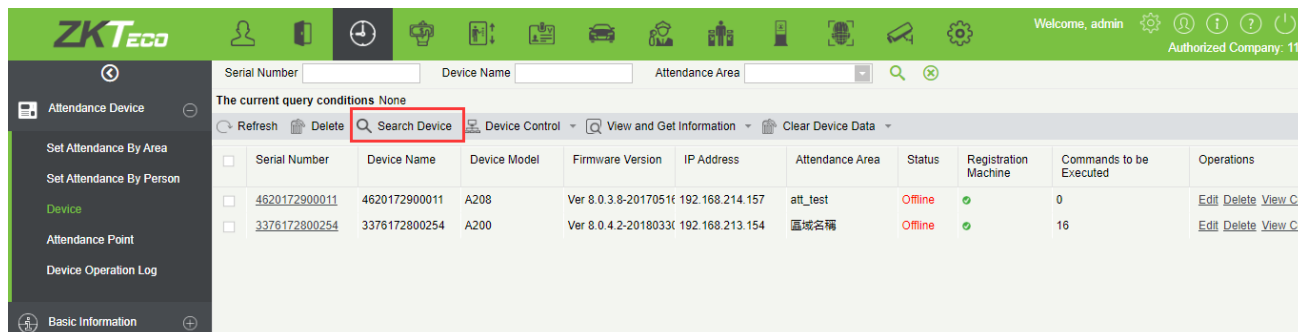 ZKTeco
Welcome, admin
Authorized Company: 11
Serial Number Device Name Attendance Area
The current query conditions None
Refresh Delete Search Device Device Control View and Get Information Clear Device Data
Attendance Device
Set Attendance By Area
Set Attendance By Person
Device
Attendance Point
Device Operation Log
Basic Information
Serial Number Device Name Device Model Firmware Version IP Address Attendance Area Status Registration Machine Commands to be Executed Operations
4620172900011 4620172900011 A208 Ver 8.0.3.8-2017051 192.168.214.157 att_test Offline 0 Edit Delete View C
3376172800254 3376172800254 A200 Ver 8.0.4.2-2018033 192.168.213.154 區域名稱 Offline 16 Edit Delete View C